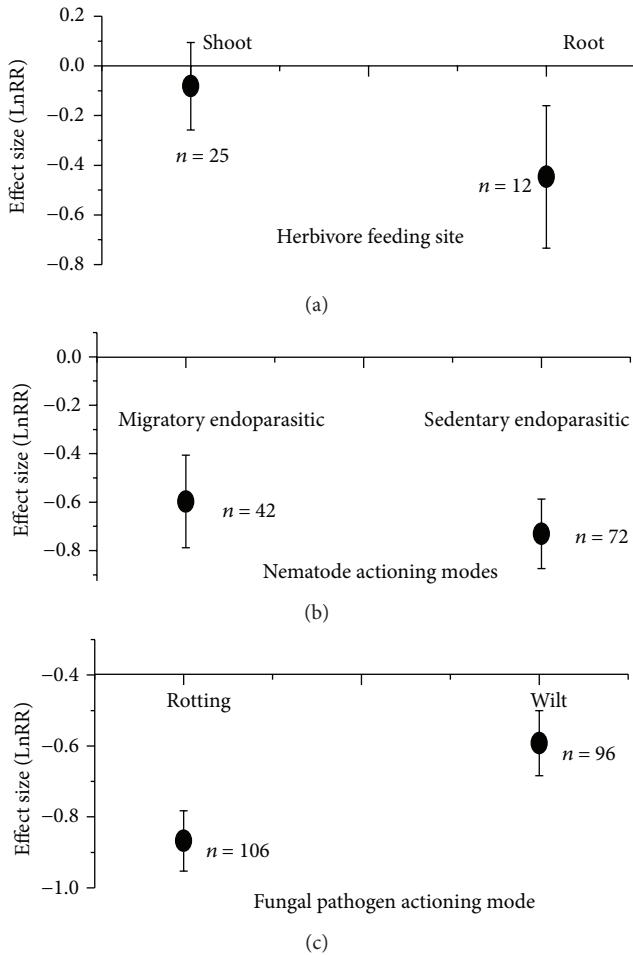 0.2
Shoot
Root
0.0
−0.2
n = 25
−0.4
n = 12
−0.6
Herbivore feeding site
−0.8
Effect size (LnRR)
(a)
0.0
−0.2
Migratory endoparasitic
Sedentary endoparasitic
−0.4
−0.6
n = 42
n = 72
−0.8
Nematode actioning modes
Effect size (LnRR)
(b)
−0.4
Rotting
Wilt
−0.6
n = 96
−0.8
n = 106
−1.0
Fungal pathogen actioning mode
Effect size (LnRR)
(c)